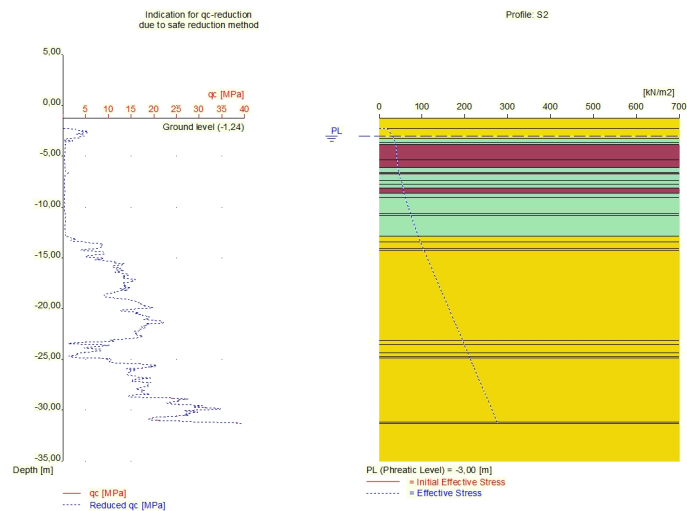 Indication for qc-reduction
due to safe reduction method
Profile: S2
5,00
0,00
-5,00
-10,00
-15,00
-20,00
-25,00
-30,00
-35,00
Depth [m]
qc [MPa]
5 10 15 20 25 30 35 40
Ground level (-1,24)
qc [MPa]
Reduced qc [MPa]
[kN/m2]
0 100 200 300 400 500 600 700
PL
PL (Phreatic Level) = -3,00 [m]
= Initial Effective Stress
= Effective Stress